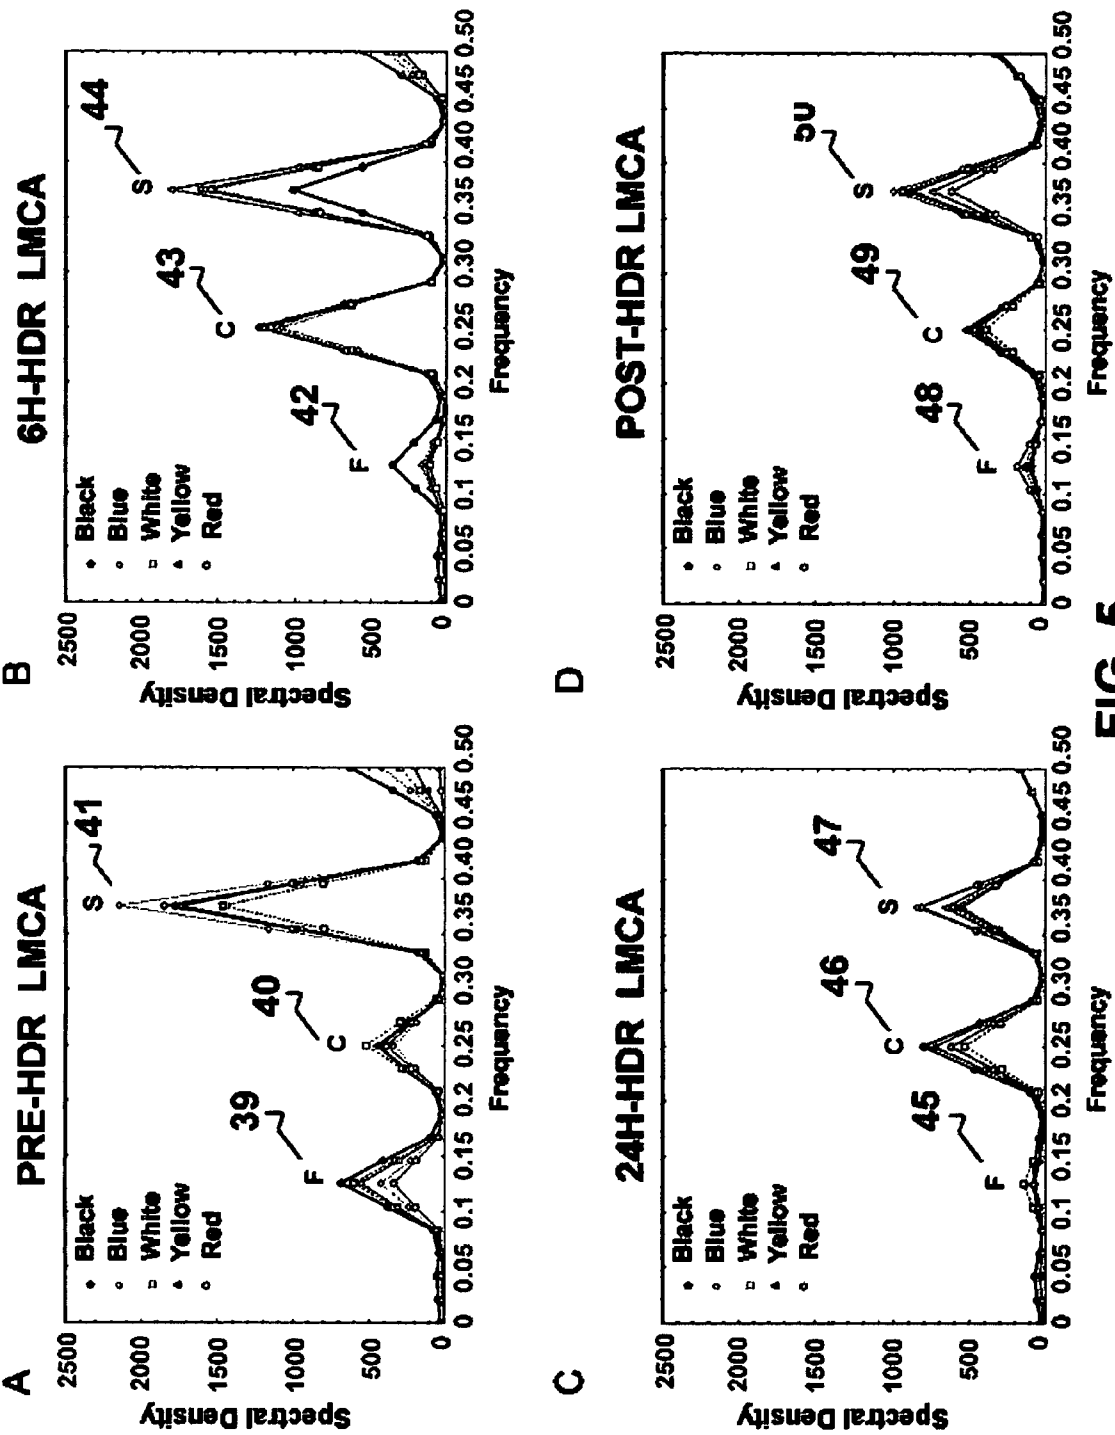 A
PRE-HDR LMCA
2500
2000
1500
1000
500
0
Spectral Density
Black
Blue
White
Yellow
Red
F
39
C
40
S
41
0 0.05 0.1 0.15 0.2 0.25 0.30 0.35 0.40 0.45 0.50
Frequency
B
6H-HDR LMCA
2500
2000
1500
1000
500
0
Spectral Density
Black
Blue
White
Yellow
Red
F
42
C
43
S
44
0 0.05 0.1 0.15 0.2 0.25 0.30 0.35 0.40 0.45 0.50
Frequency
C
24H-HDR LMCA
2500
2000
1500
1000
500
0
Spectral Density
Black
Blue
White
Yellow
Red
F
45
C
46
S
47
0 0.05 0.1 0.15 0.2 0.25 0.30 0.35 0.40 0.45 0.50
Frequency
D
POST-HDR LMCA
2500
2000
1500
1000
500
0
Spectral Density
Black
Blue
White
Yellow
Red
F
48
C
49
S
50
0 0.05 0.1 0.15 0.2 0.25 0.30 0.35 0.40 0.45 0.50
Frequency
FIG. 5